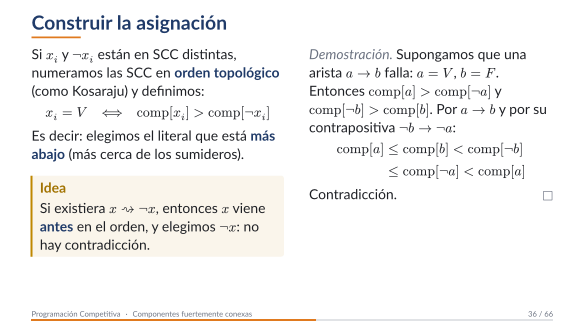 Construir la asignación
Si xᵢ y ¬xᵢ están en SCC distintas,
numeramos las SCC en orden topológico
(como Kosaraju) y definimos:
xᵢ = V ⟺ comp[xᵢ] > comp[¬xᵢ]
Es decir: elegimos el literal que está más
abajo (más cerca de los sumideros).
Idea
Si existiera x ⇝ ¬x, entonces x viene
antes en el orden, y elegimos ¬x: no
hay contradicción.
Demostración. Supongamos que una
arista a → b falla: a = V, b = F.
Entonces comp[a] > comp[¬a] y
comp[¬b] > comp[b]. Por a → b y por su
contrapositiva ¬b → ¬a:
comp[a] ≤ comp[b] < comp[¬b]
≤ comp[¬a] < comp[a]
Contradicción. □
Programación Competitiva · Componentes fuertemente conexas 36 / 66